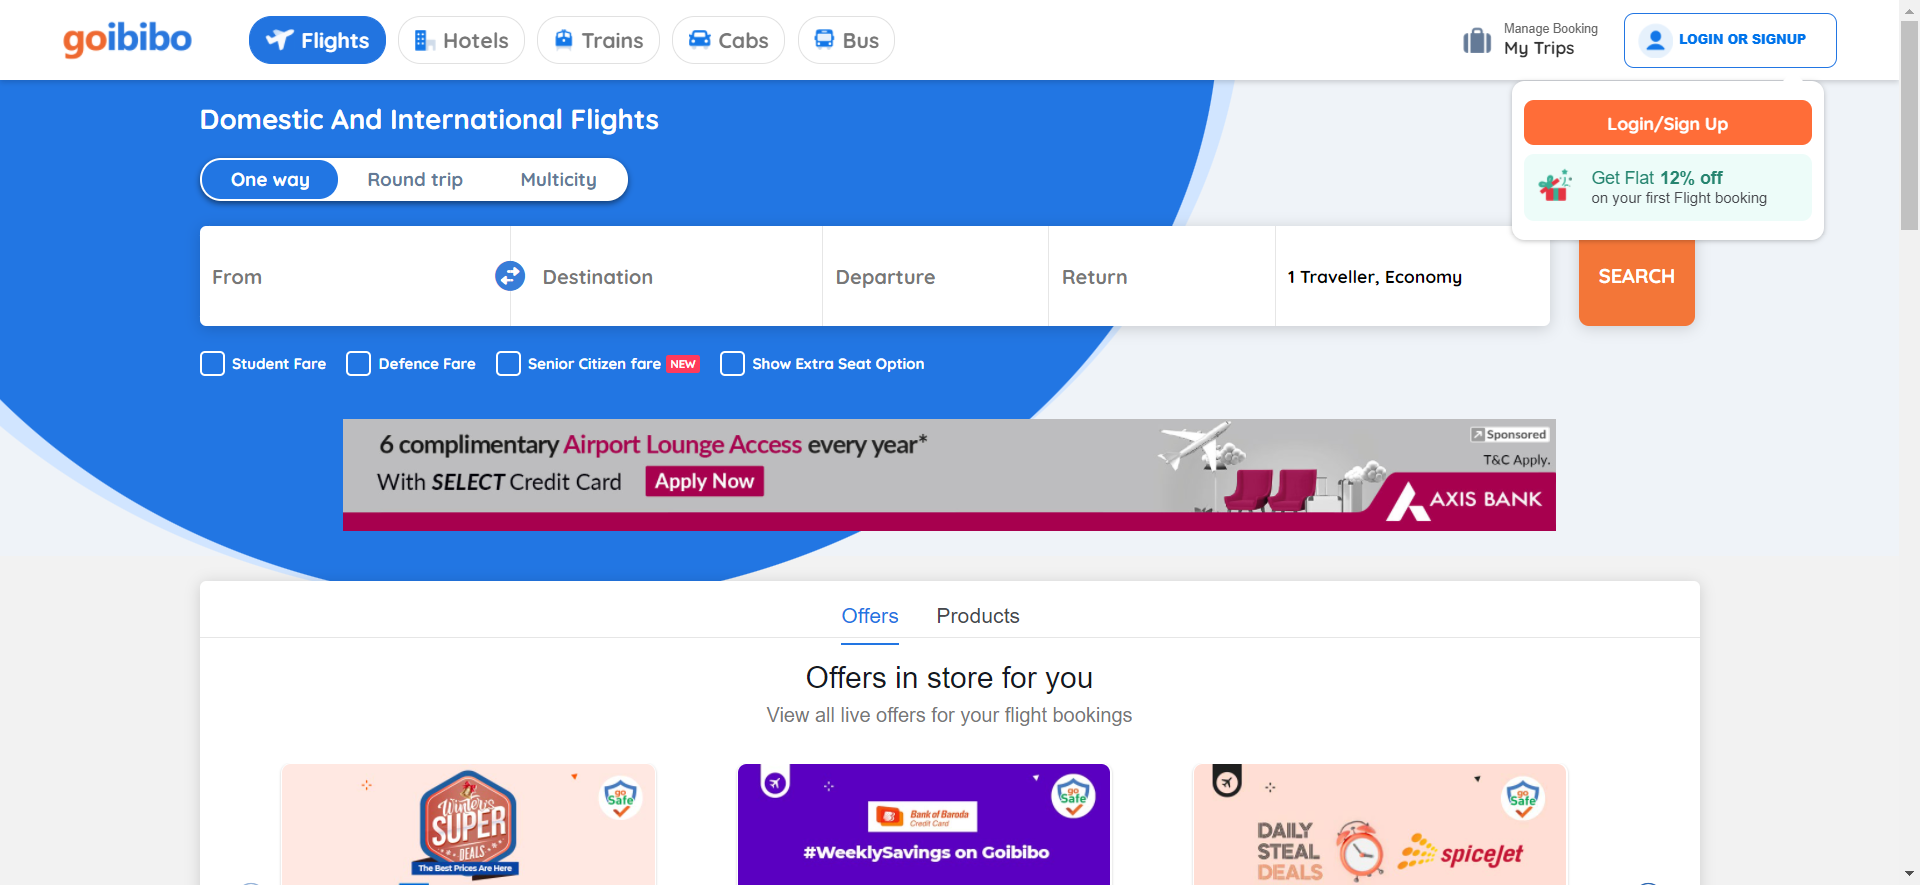 goibibo
Flights
Hotels
Trains
Cabs
Bus
Manage Booking
My Trips
LOGIN OR SIGNUP
Login/Sign Up
Get Flat 12% off
on your first Flight booking
Domestic And International Flights
One way
Round trip
Multicity
From
Destination
Departure
Return
1 Traveller, Economy
SEARCH
Student Fare
Defence Fare
Senior Citizen fare NEW
Show Extra Seat Option
6 complimentary Airport Lounge Access every year*
With SELECT Credit Card Apply Now
Sponsored
T&C Apply.
AXIS BANK
Offers
Products
Offers in store for you
View all live offers for your flight bookings
Winter
SUPER
DEALS
The Best Prices Are Here
go
Safe
Bank of Baroda
Credit Card
#WeeklySavings on Goibibo
go
Safe
DAILY
STEAL
DEALS
spiceJet
go
Safe